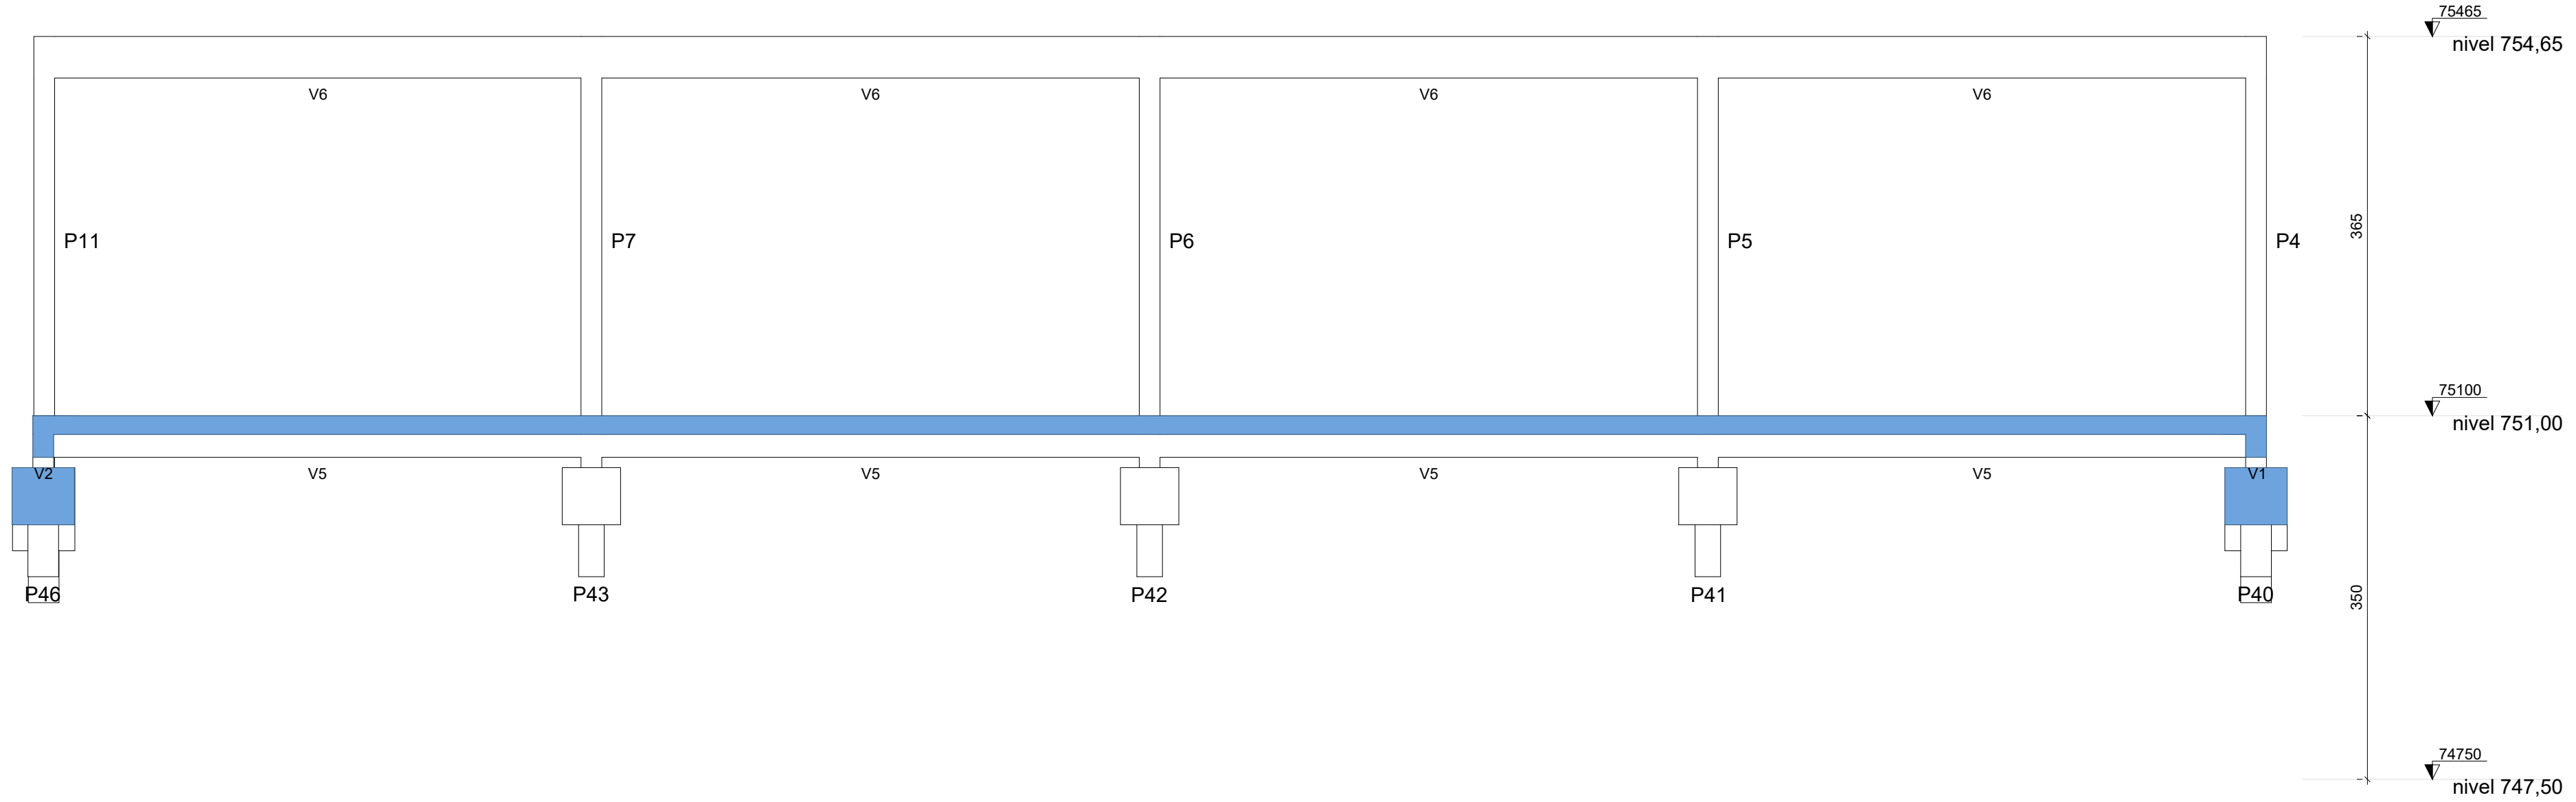 75465
nivel 754,65
V6 V6 V6 V6
P11 P7 P6 P5 P4 365
75100
nivel 751,00
V2 V5 V5 V5 V5 V1
P46 P43 P42 P41 P40 350
74750
nivel 747,50